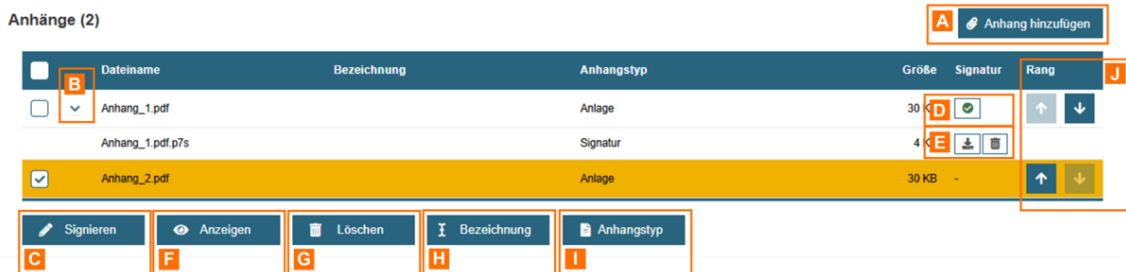 Anhänge (2)
A Anhang hinzufügen
Dateiname Bezeichnung Anhangstyp Größe Signatur Rang J
B
Anhang_1.pdf Anlage 30 K D
Anhang_1.pdf.p7s Signatur 4 K E
Anhang_2.pdf Anlage 30 KB -
Signieren Anzeigen Löschen Bezeichnung Anhangstyp
C F G H I